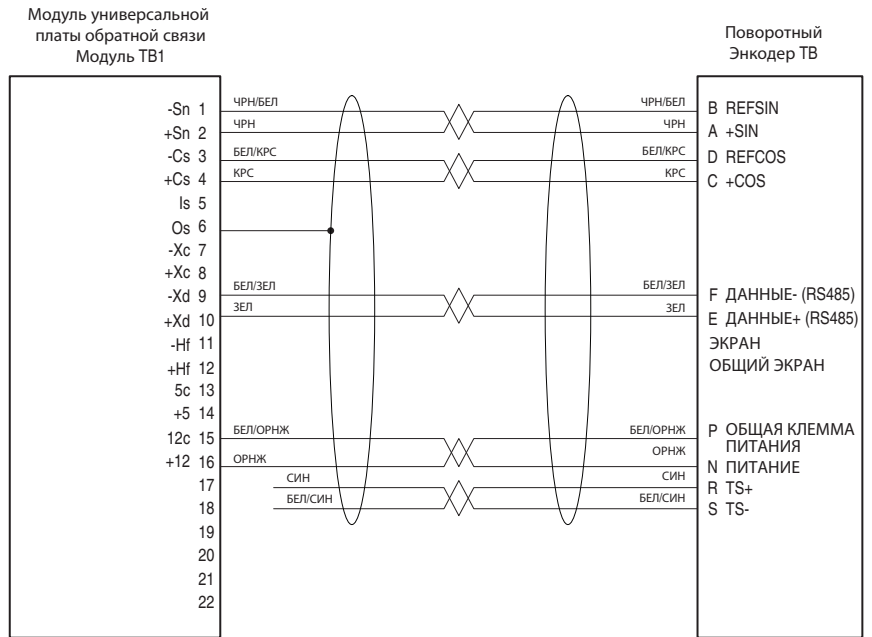 Модуль универсальной
платы обратной связи
Модуль TB1
Поворотный
Энкодер ТВ
-Sn 1 ЧРН/БЕЛ ЧРН/БЕЛ B REFSIN
+Sn 2 ЧРН ЧРН A +SIN
-Cs 3 БЕЛ/КРС БЕЛ/КРС D REFCOS
+Cs 4 КРС КРС C +COS
Is 5
Os 6
-Xc 7
+Xc 8
-Xd 9 БЕЛ/ЗЕЛ БЕЛ/ЗЕЛ F ДАННЫЕ- (RS485)
+Xd 10 ЗЕЛ ЗЕЛ E ДАННЫЕ+ (RS485)
-Hf 11 ЭКРАН
+Hf 12 ОБЩИЙ ЭКРАН
5c 13
+5 14
12c 15 БЕЛ/ОРНЖ БЕЛ/ОРНЖ P ОБЩАЯ КЛЕММА
ПИТАНИЯ
+12 16 ОРНЖ ОРНЖ N ПИТАНИЕ
17 СИН СИН R TS+
18 БЕЛ/СИН БЕЛ/СИН S TS-
19
20
21
22